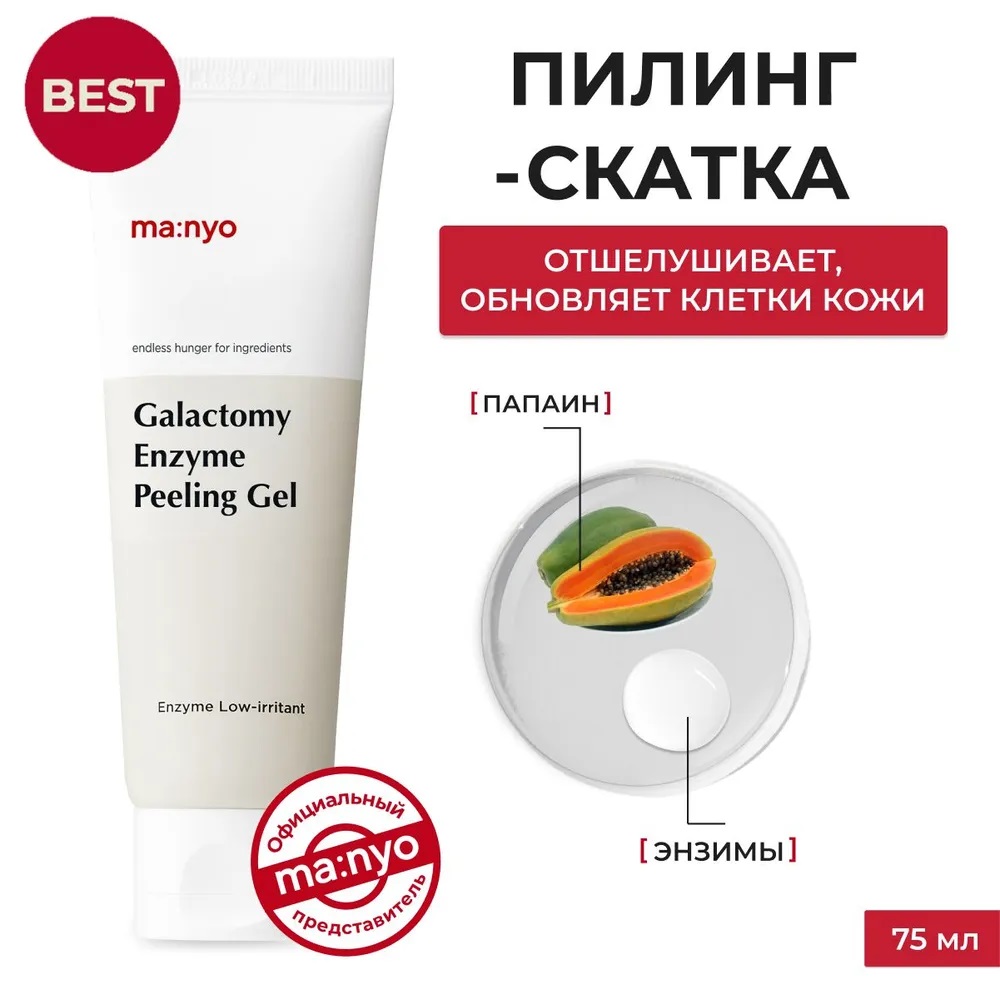 BEST
ma:nyo
endless hunger for ingredients
Galactomy
Enzyme
Peeling Gel
Enzyme Low-irritant
Официальный
ma:nyo
представитель
ПИЛИНГ
-СКАТКА
ОТШЕЛУШИВАЕТ,
ОБНОВЛЯЕТ КЛЕТКИ КОЖИ
[ПАПАИН]
[ЭНЗИМЫ]
75 мл